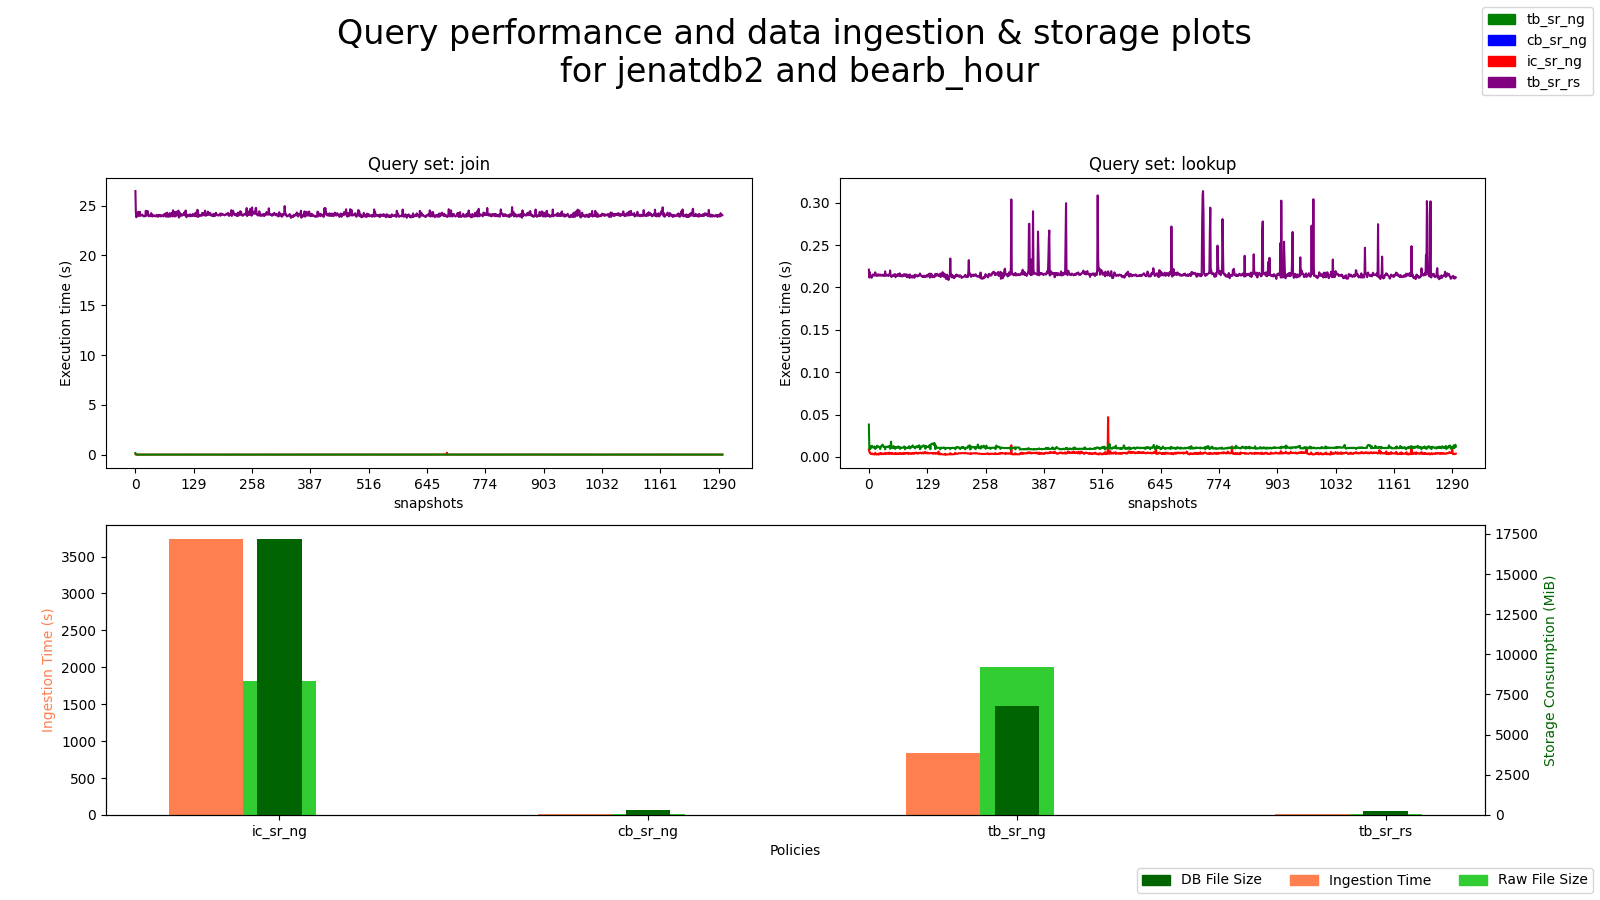 Query performance and data ingestion & storage plots
for jenatdb2 and bearb_hour
tb_sr_ng
cb_sr_ng
ic_sr_ng
tb_sr_rs
Query set: join
Execution time (s)
25
20
15
10
5
0
0 129 258 387 516 645 774 903 1032 1161 1290
snapshots
Query set: lookup
Execution time (s)
0.30
0.25
0.20
0.15
0.10
0.05
0.00
0 129 258 387 516 645 774 903 1032 1161 1290
snapshots
Ingestion Time (s)
3500
3000
2500
2000
1500
1000
500
0
17500
15000
12500
10000
7500
5000
2500
0
Storage Consumption (MiB)
ic_sr_ng cb_sr_ng tb_sr_ng tb_sr_rs
Policies
DB File Size Ingestion Time Raw File Size